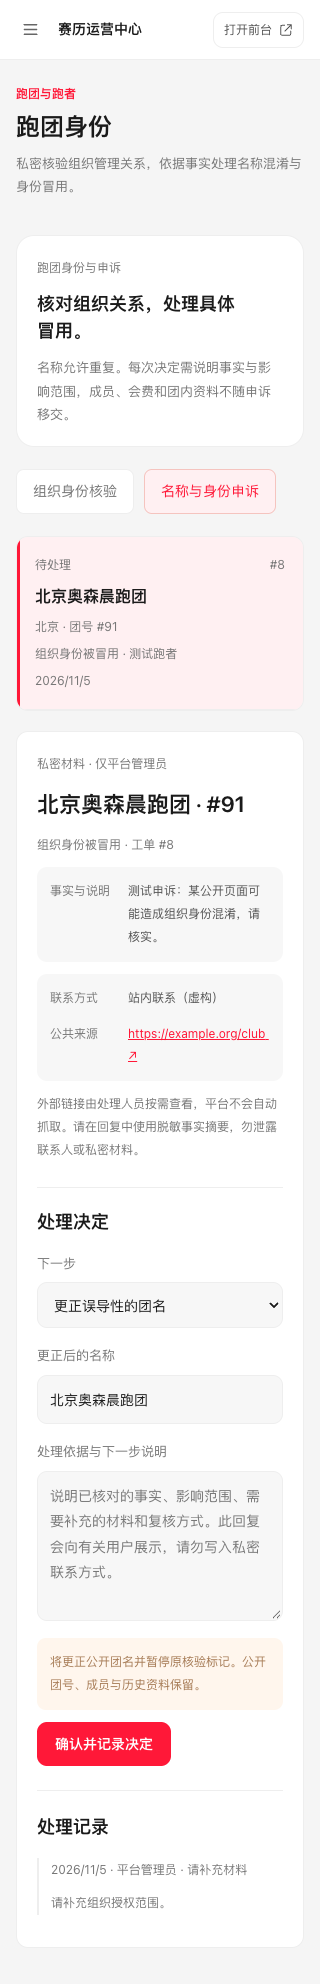 赛历运营中心
打开前台
跑团与跑者
跑团身份
私密核验组织管理关系，依据事实处理名称混淆与
身份冒用。
跑团身份与申诉
核对组织关系，处理具体
冒用。
名称允许重复。每次决定需说明事实与影
响范围，成员、会费和团内资料不随申诉
移交。
组织身份核验
名称与身份申诉
待处理 #8
北京奥森晨跑团
北京 · 团号 #91
组织身份被冒用 · 测试跑者
2026/11/5
私密材料 · 仅平台管理员
北京奥森晨跑团 · #91
组织身份被冒用 · 工单 #8
事实与说明 测试申诉：某公开页面可
能造成组织身份混淆，请
核实。
联系方式 站内联系（虚构）
公共来源 https://example.org/club
↗
外部链接由处理人员按需查看，平台不会自动
抓取。请在回复中使用脱敏事实摘要，勿泄露
联系人或私密材料。
处理决定
下一步
更正误导性的团名
更正后的名称
北京奥森晨跑团
处理依据与下一步说明
说明已核对的事实、影响范围、需
要补充的材料和复核方式。此回复
会向有关用户展示，请勿写入私密
联系方式。
将更正公开团名并暂停原核验标记。公开
团号、成员与历史资料保留。
确认并记录决定
处理记录
2026/11/5 · 平台管理员 · 请补充材料
请补充组织授权范围。